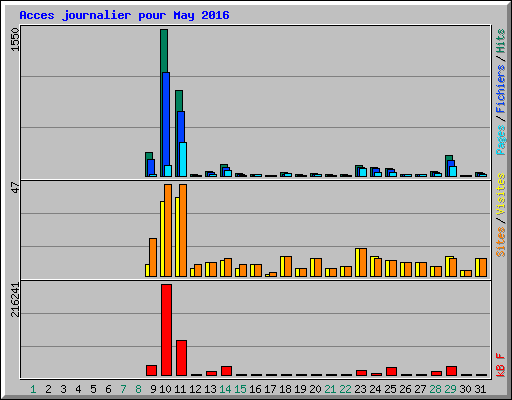 Acces journalier pour May 2016
1550
47
216241
Pages/Fichiers/Hits
Sites/Visites
kB F
1 2 3 4 5 6 7 8 9 10 11 12 13 14 15 16 17 18 19 20 21 22 23 24 25 26 27 28 29 30 31